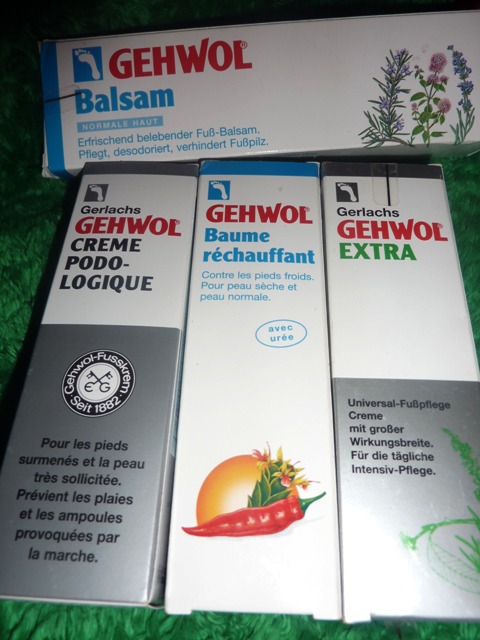 GEHWOL®
Balsam
NORMALE HAUT
Erfrischend belebender Fuß-Balsam.
Pflegt, desodoriert, verhindert Fußpilz.
Gerlachs
GEHWOL®
CREME
PODO-
LOGIQUE
Gehwol-Fusskrem
EG
Seit 1882
Pour les pieds
surmenés et la peau
très sollicitée.
Prévient les plaies
et les ampoules
provoquées par
la marche.
GEHWOL®
Baume
réchauffant
Contre les pieds froids.
Pour peau sèche et
peau normale.
avec
urée
Gerlachs
GEHWOL®
EXTRA
Universal-Fußpflege
Creme
mit großer
Wirkungsbreite.
Für die tägliche
Intensiv-Pflege.